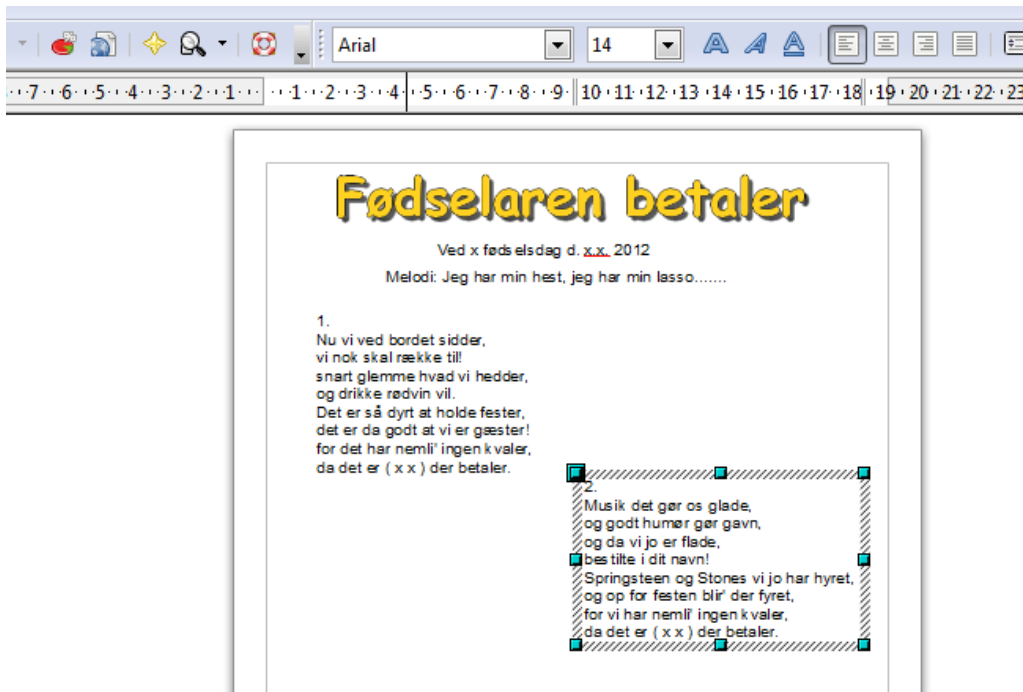 Arial 14
7 6 5 4 3 2 1 1 2 3 4 5 6 7 8 9 10 11 12 13 14 15 16 17 18 19 20 21 22 23
Fødselaren betaler
Ved x fødselsdag d. x.x. 2012
Melodi: Jeg har min hest, jeg har min lasso.......
1.
Nu vi ved bordet sidder,
vi nok skal række til!
snart glemme hvad vi hedder,
og drikke rødvin vil.
Det er så dyrt at holde fester,
det er da godt at vi er gæster!
for det har nemli' ingen kvaler,
da det er ( x x ) der betaler.
2.
Musik det gør os glade,
og godt humør gør gavn,
og da vi jo er flade,
bestilte i dit navn!
Springsteen og Stones vi jo har hyret,
og op for festen blir' der fyret,
for vi har nemli' ingen kvaler,
da det er ( x x ) der betaler.